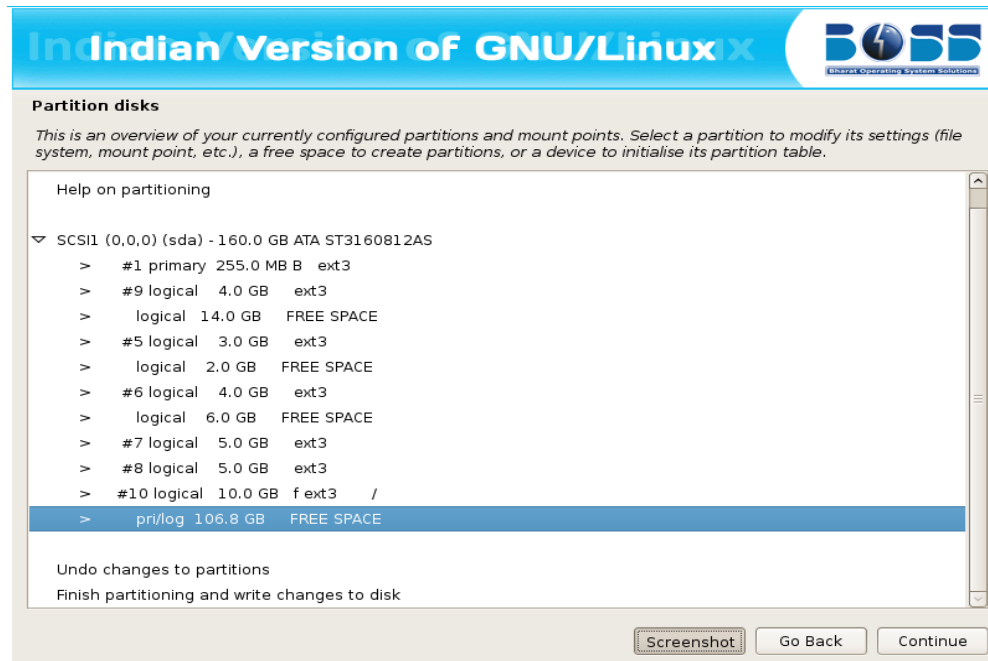 Indian Version of GNU/Linux
BOSS
Bharat Operating System Solutions
Partition disks
This is an overview of your currently configured partitions and mount points. Select a partition to modify its settings (file
system, mount point, etc.), a free space to create partitions, or a device to initialise its partition table.
Help on partitioning
SCSI1 (0,0,0) (sda) - 160.0 GB ATA ST3160812AS
> #1 primary 255.0 MB B ext3
> #9 logical 4.0 GB ext3
> logical 14.0 GB FREE SPACE
> #5 logical 3.0 GB ext3
> logical 2.0 GB FREE SPACE
> #6 logical 4.0 GB ext3
> logical 6.0 GB FREE SPACE
> #7 logical 5.0 GB ext3
> #8 logical 5.0 GB ext3
> #10 logical 10.0 GB f ext3 /
> pri/log 106.8 GB FREE SPACE
Undo changes to partitions
Finish partitioning and write changes to disk
Screenshot Go Back Continue